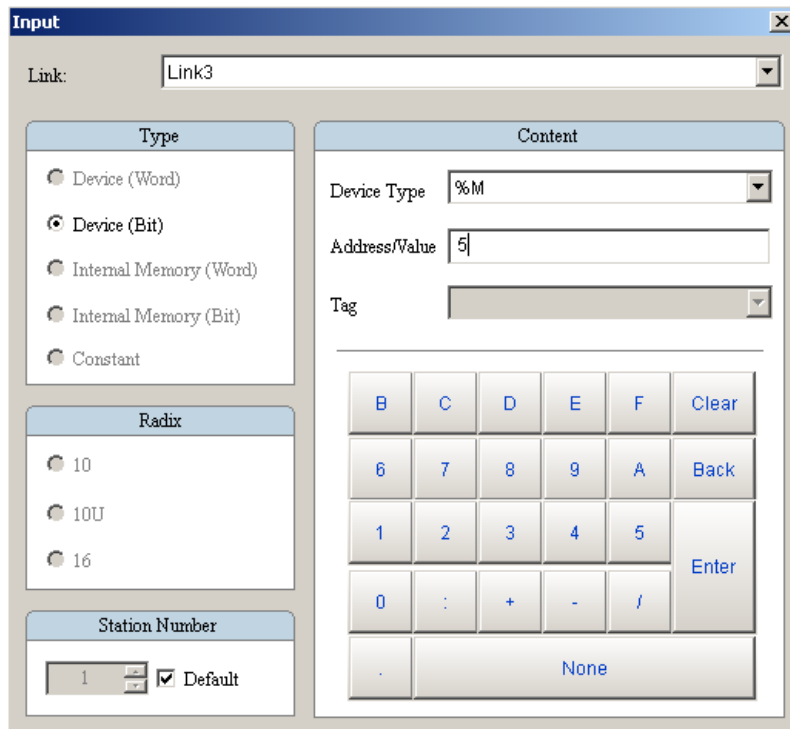 Input
Link: Link3
Type
Device (Word)
Device (Bit)
Internal Memory (Word)
Internal Memory (Bit)
Constant
Radix
10
10U
16
Station Number
1 Default
Content
Device Type %M
Address/Value 5
Tag
B C D E F Clear
6 7 8 9 A Back
1 2 3 4 5 Enter
0 : + - /
. None